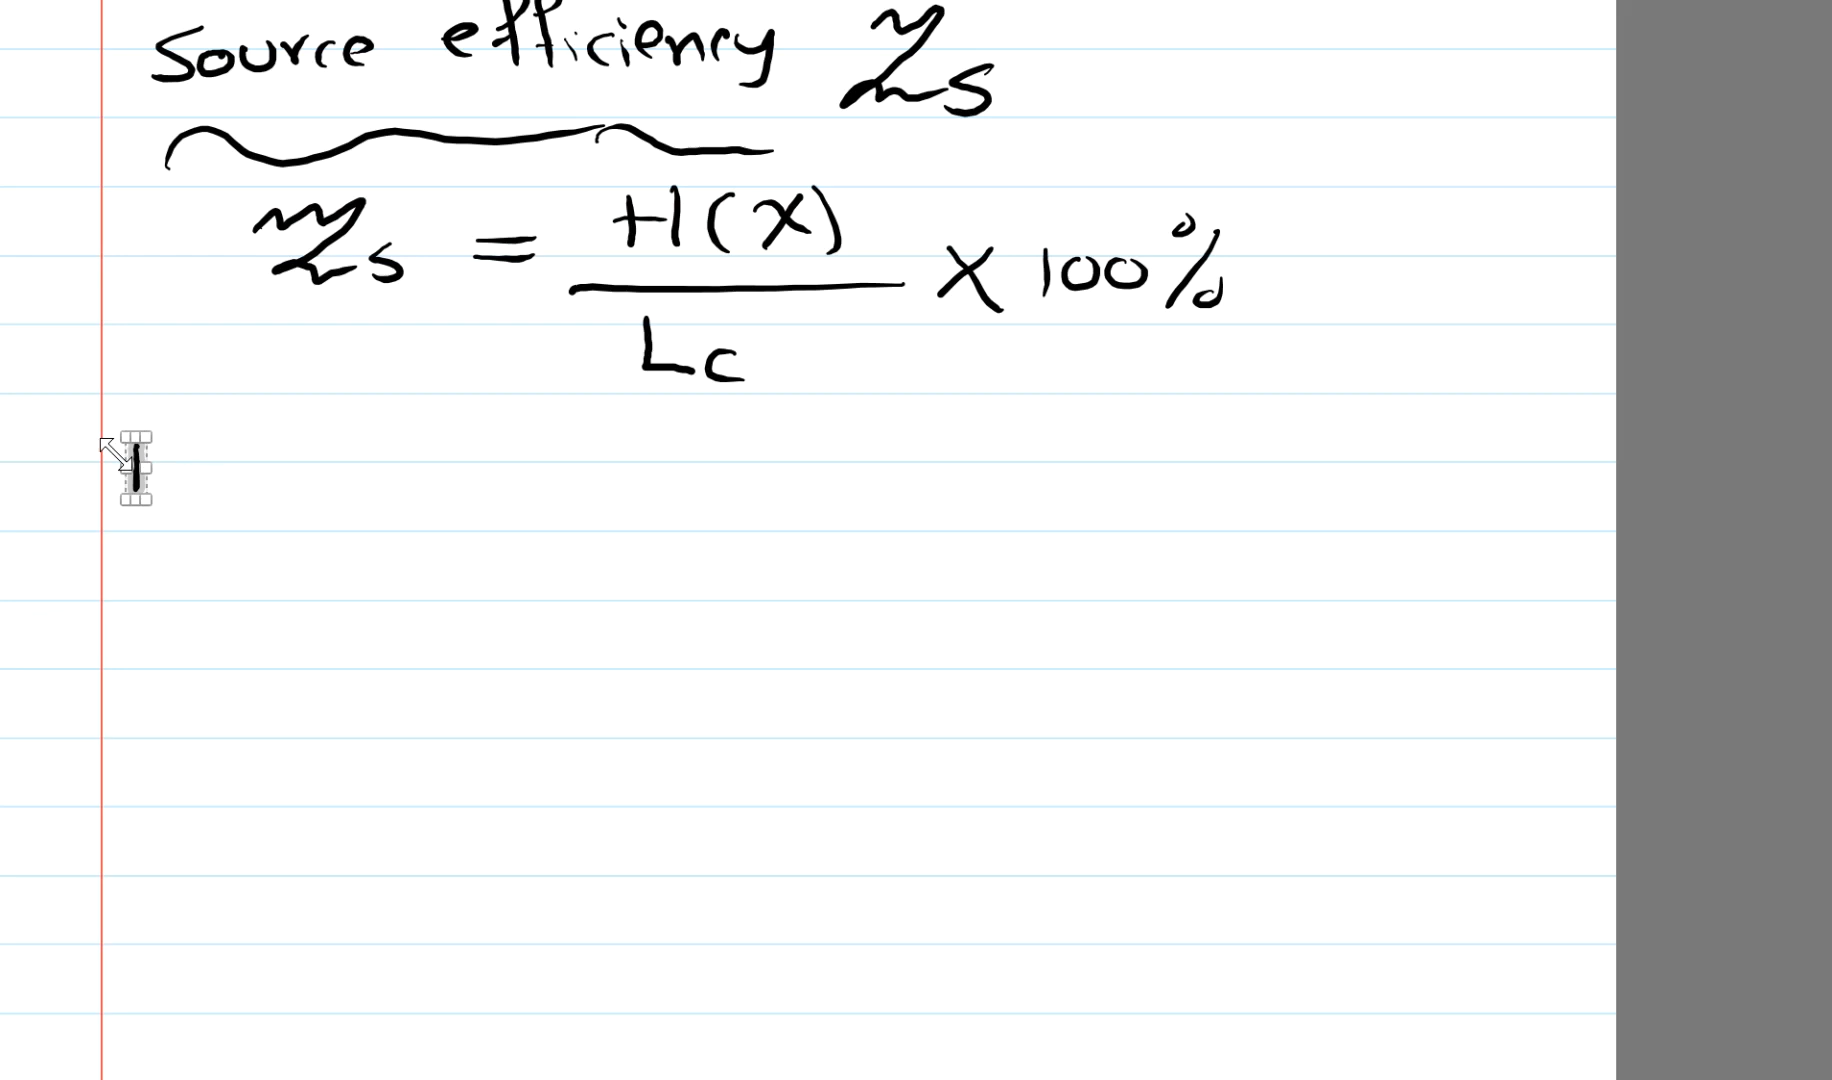 Source efficiency ηs
ηs = H(X) / Lc × 100%